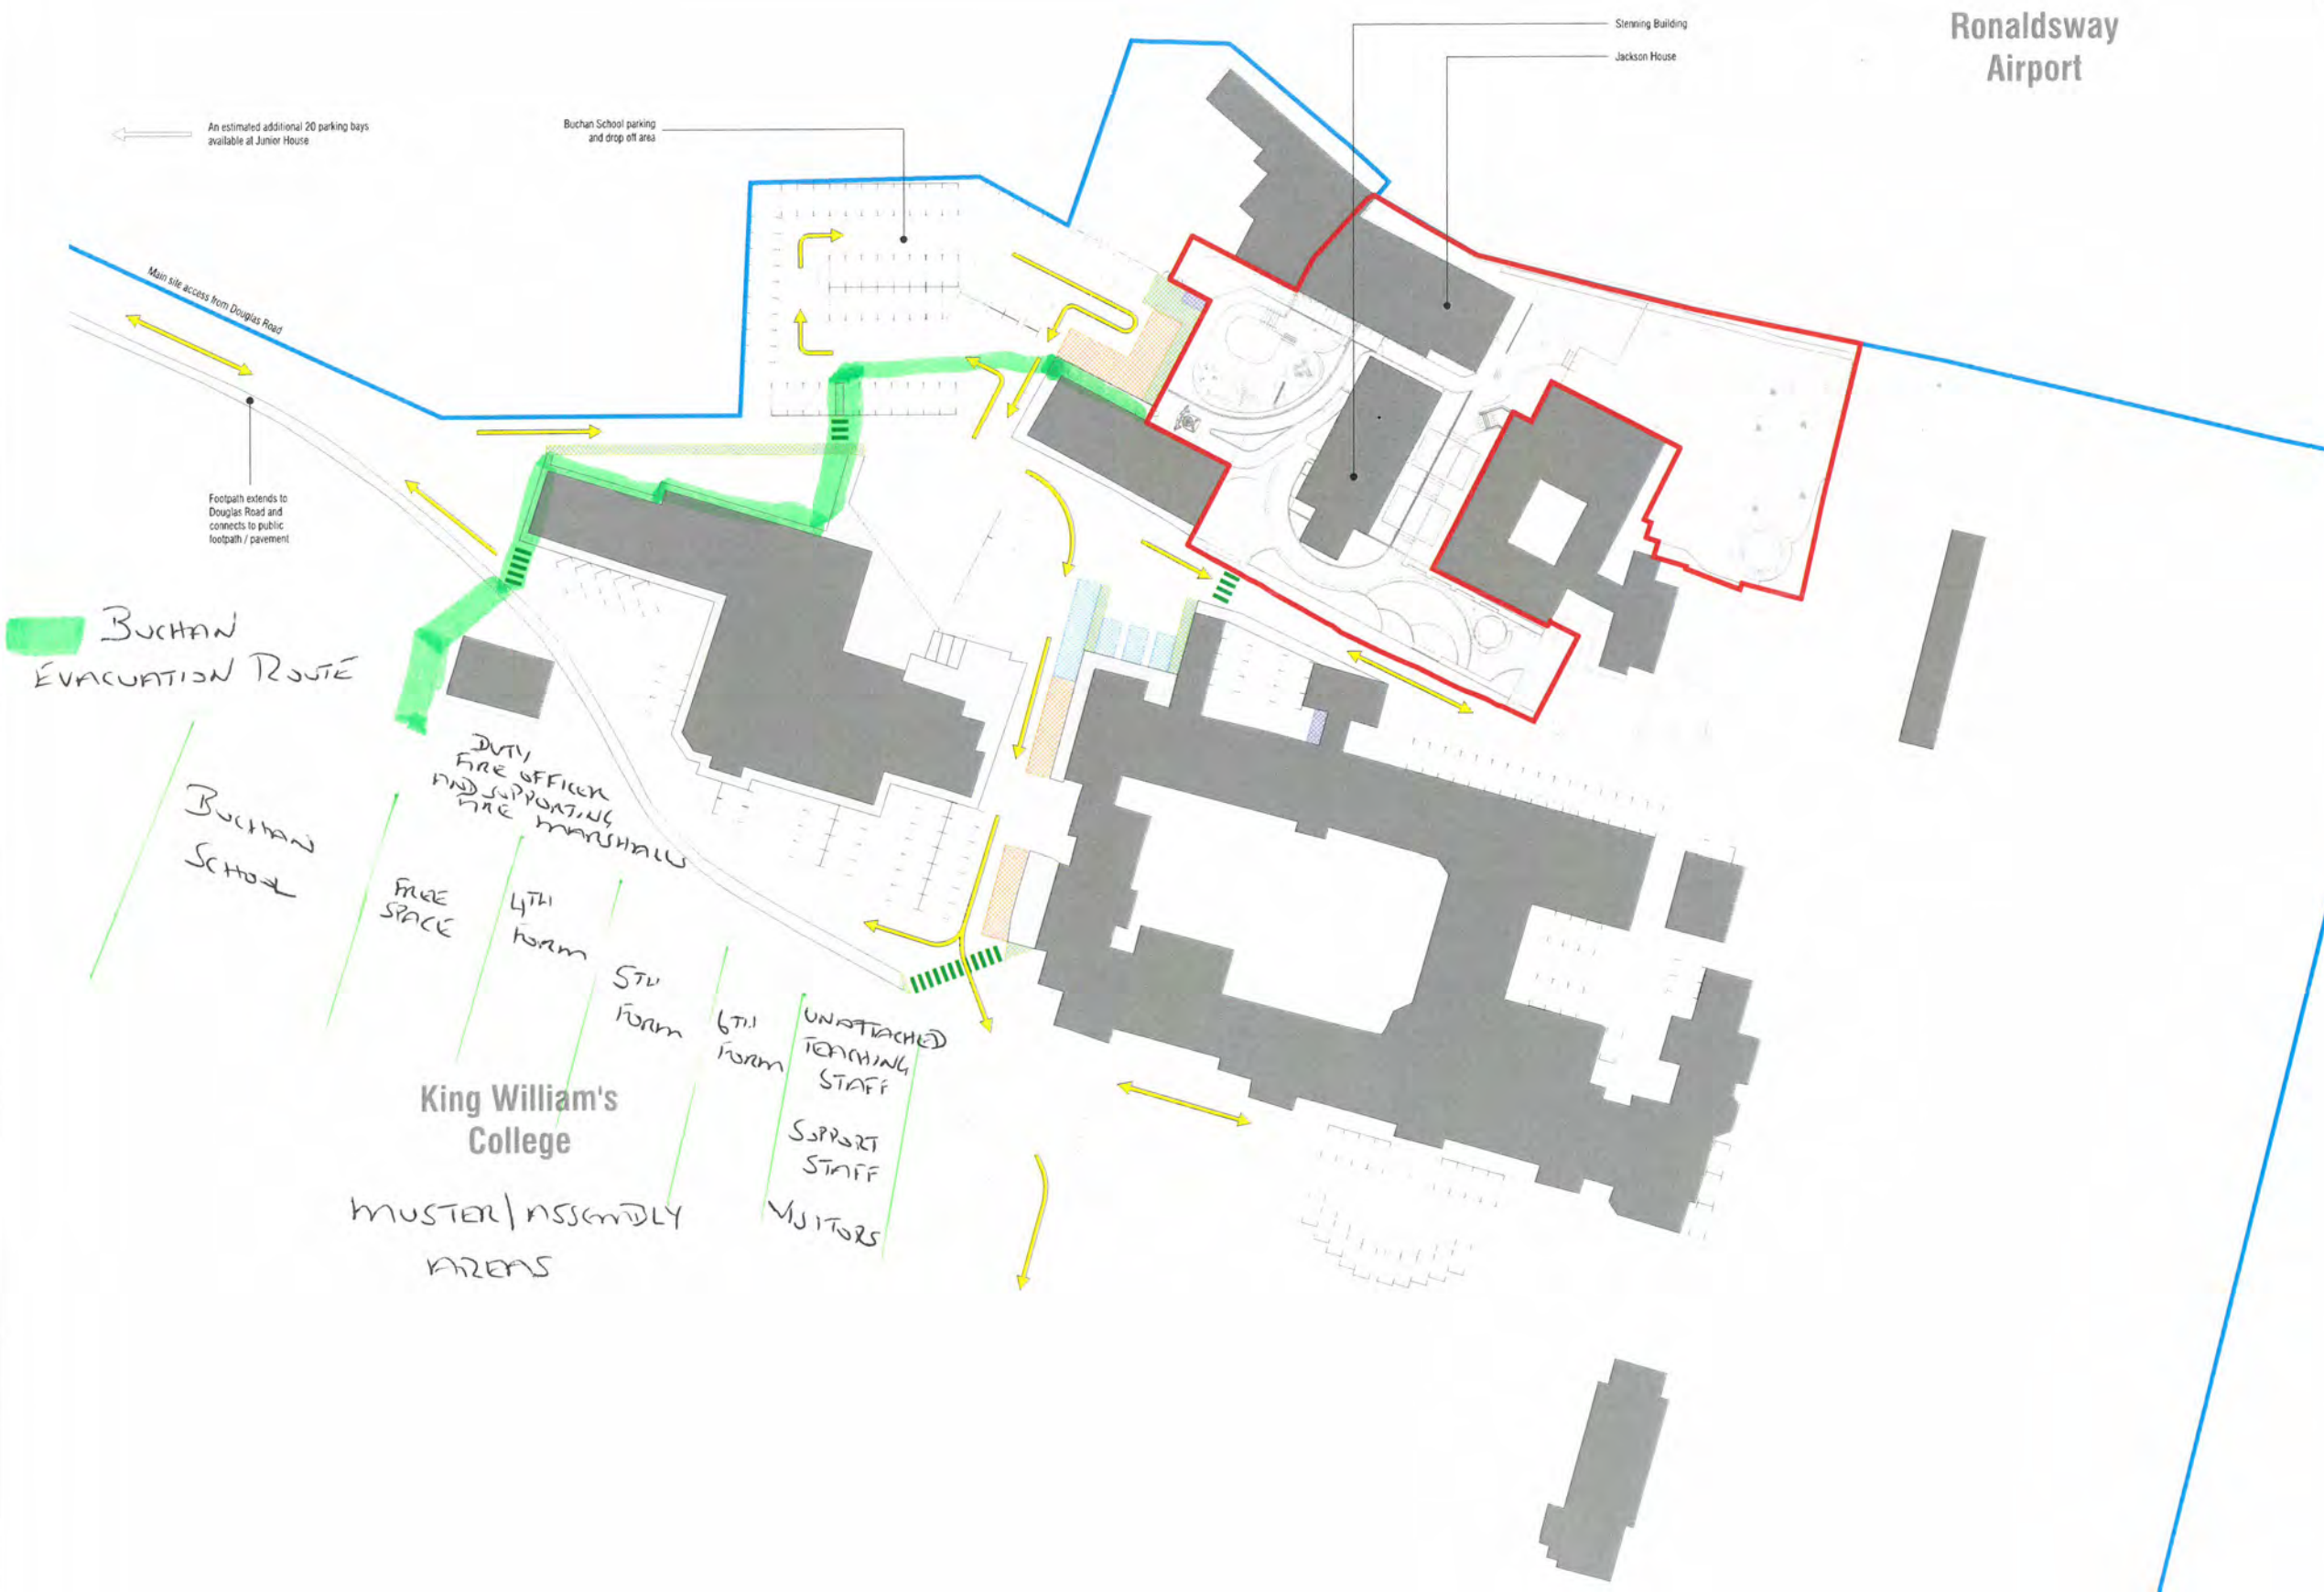 Stenning Building
Jackson House
Ronaldsway
Airport
An estimated additional 20 parking bays
available at Junior House
Buchan School parking
and drop off area
Main site access from Douglas Road
Footpath extends to
Douglas Road and
connects to public
footpath / pavement
BUCHAN
EVACUATION ROUTE
DUTY
FIRE OFFICER
AND SUPPORTING
FIRE MARSHALLS
BUCHAN
SCHOOL
FREE
SPACE
4TH
FORM
5TH
FORM
6TH
FORM
UNATTACHED
TEACHING
STAFF
SUPPORT
STAFF
VISITORS
King William's
College
MUSTER/ASSEMBLY
AREAS